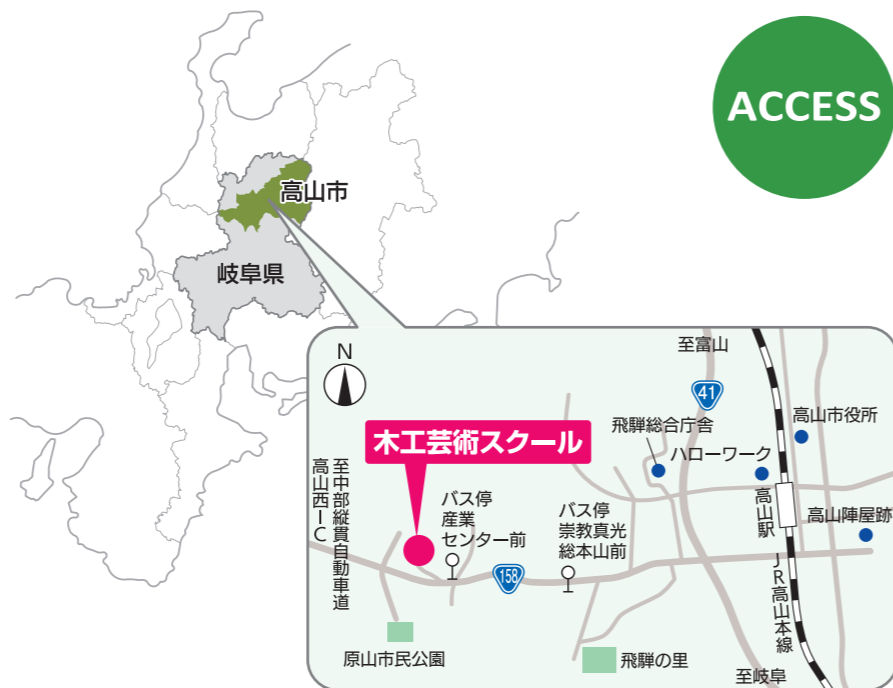 ACCESS
高山市
岐阜県
N
至富山
41
木工芸術スクール
飛騨総合庁舎
高山市役所
ハローワーク
至中部縦貫自動車道
高山西IC
バス停
産業
センター前
バス停
崇教真光
総本山前
高山駅
高山陣屋跡
158
JR高山本線
原山市民公園
飛騨の里
至岐阜